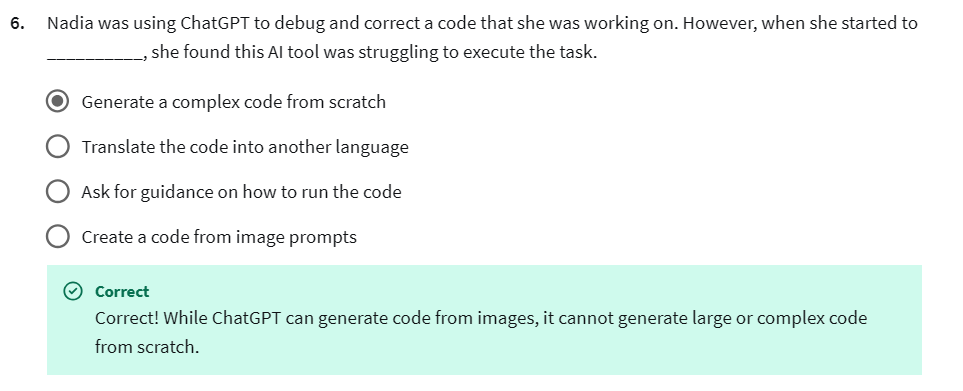 6. Nadia was using ChatGPT to debug and correct a code that she was working on. However, when she started to
__________, she found this AI tool was struggling to execute the task.
Generate a complex code from scratch
Translate the code into another language
Ask for guidance on how to run the code
Create a code from image prompts
Correct
Correct! While ChatGPT can generate code from images, it cannot generate large or complex code
from scratch.